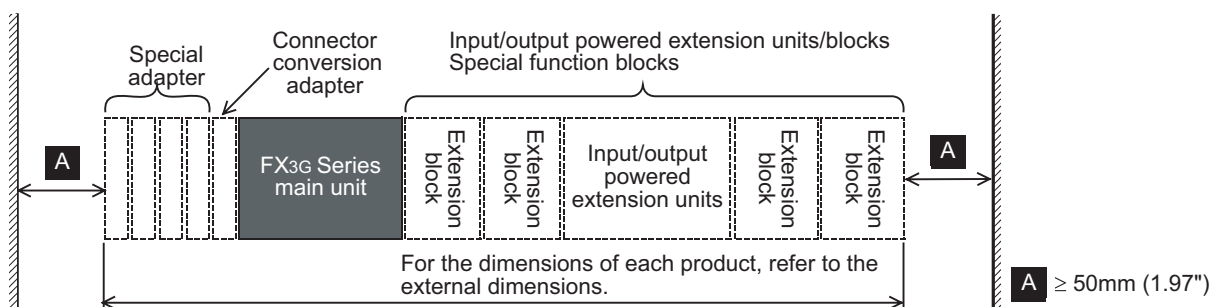 Special
adapter
Connector
conversion
adapter
Input/output powered extension units/blocks
Special function blocks
A
FX3G Series
main unit
Extension
block
Extension
block
Input/output
powered
extension units
Extension
block
Extension
block
A
For the dimensions of each product, refer to the
external dimensions.
A ≥ 50mm (1.97")